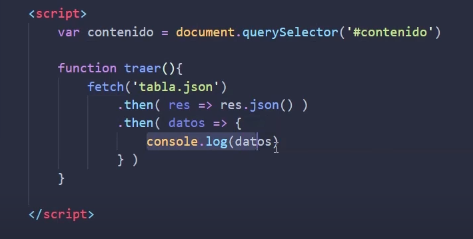 <script>
var contenido = document.querySelector('#contenido')
function traer(){
fetch('tabla.json')
.then( res => res.json() )
.then( datos => {
console.log(datos)
} )
}
</script>